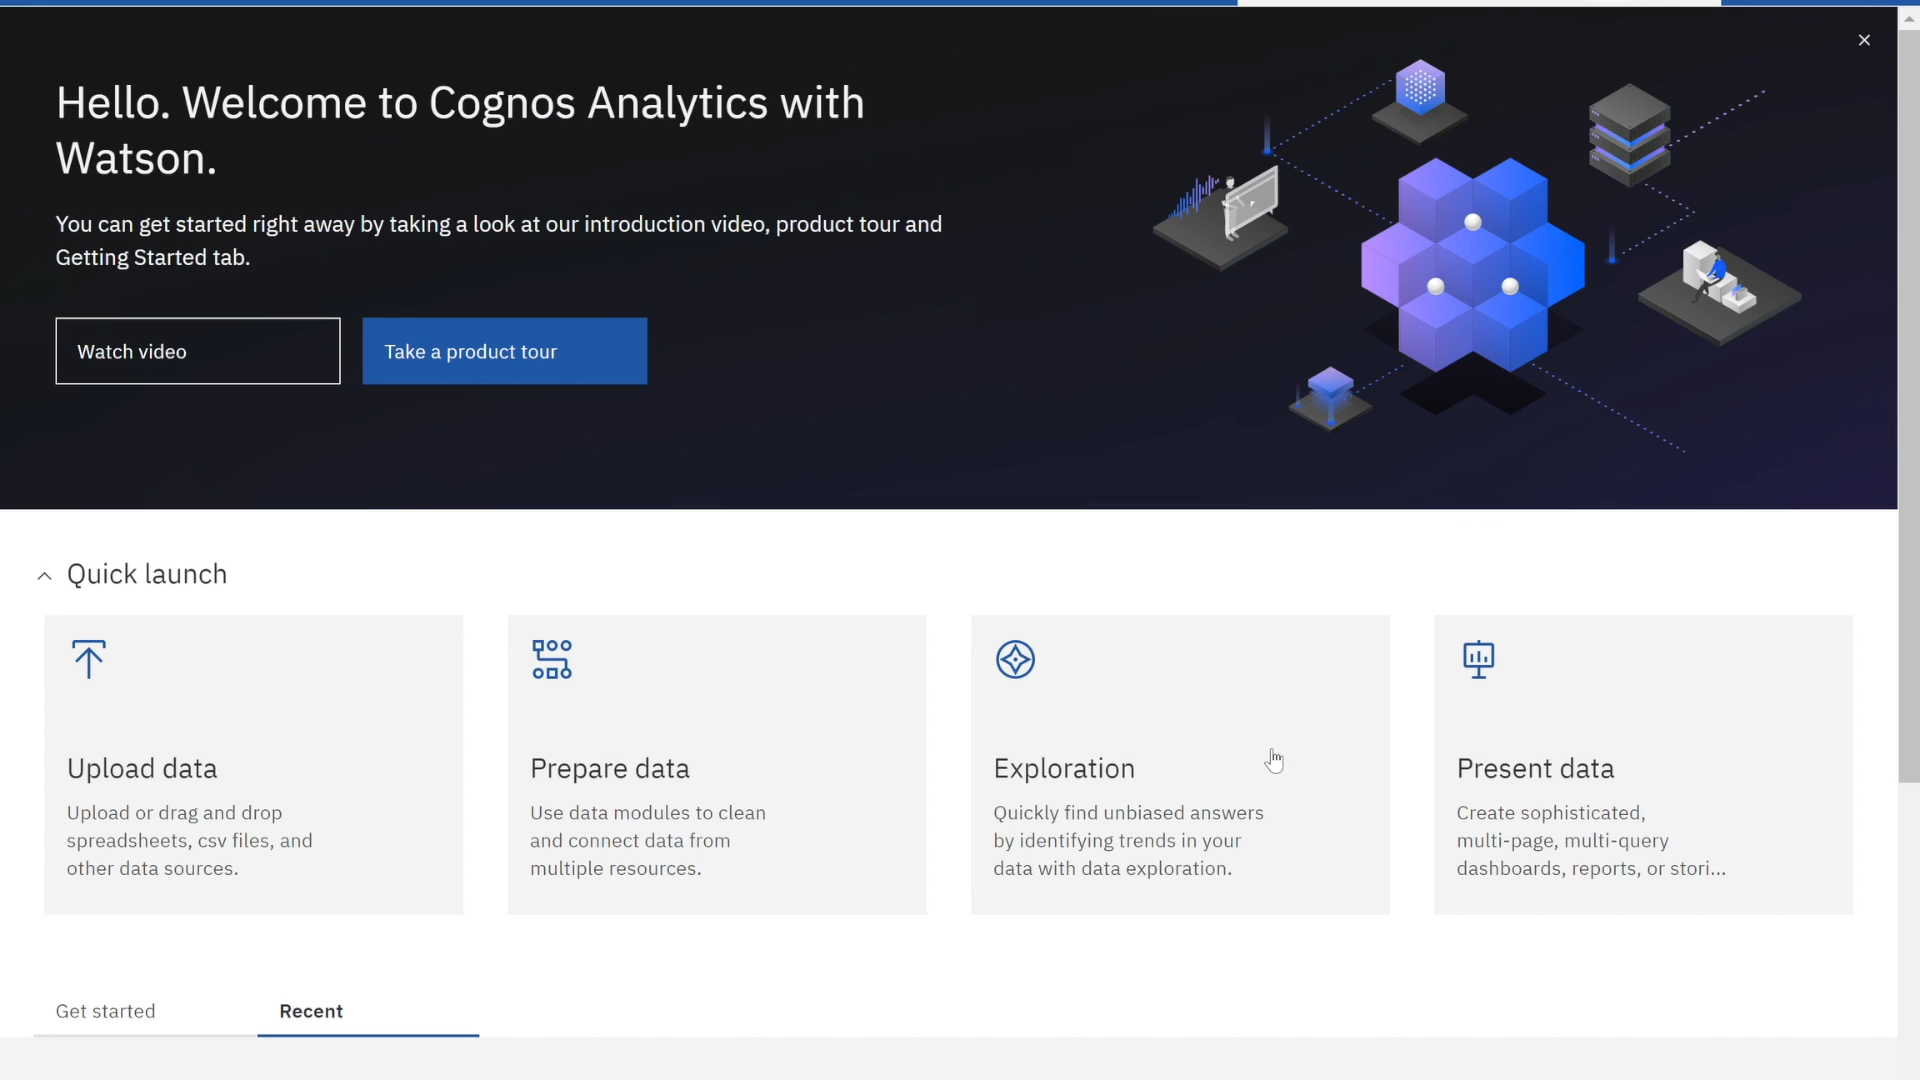 Hello. Welcome to Cognos Analytics with
Watson.
You can get started right away by taking a look at our introduction video, product tour and
Getting Started tab.
Watch video
Take a product tour
Quick launch
Upload data
Upload or drag and drop
spreadsheets, csv files, and
other data sources.
Prepare data
Use data modules to clean
and connect data from
multiple resources.
Exploration
Quickly find unbiased answers
by identifying trends in your
data with data exploration.
Present data
Create sophisticated,
multi-page, multi-query
dashboards, reports, or stori...
Get started
Recent